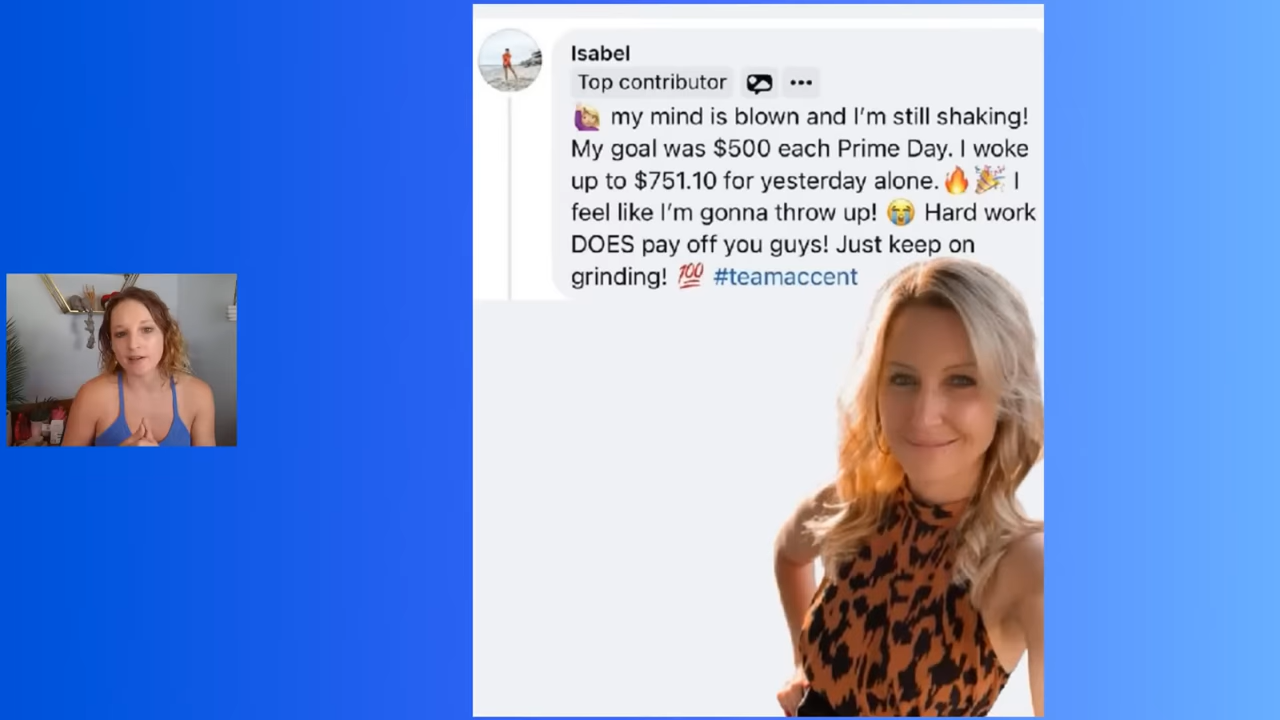 Isabel
Top contributor
🙋🏼‍♀️ my mind is blown and I'm still shaking!
My goal was $500 each Prime Day. I woke
up to $751.10 for yesterday alone.🔥🎉 I
feel like I'm gonna throw up! 😭 Hard work
DOES pay off you guys! Just keep on
grinding! 💯 #teamaccent